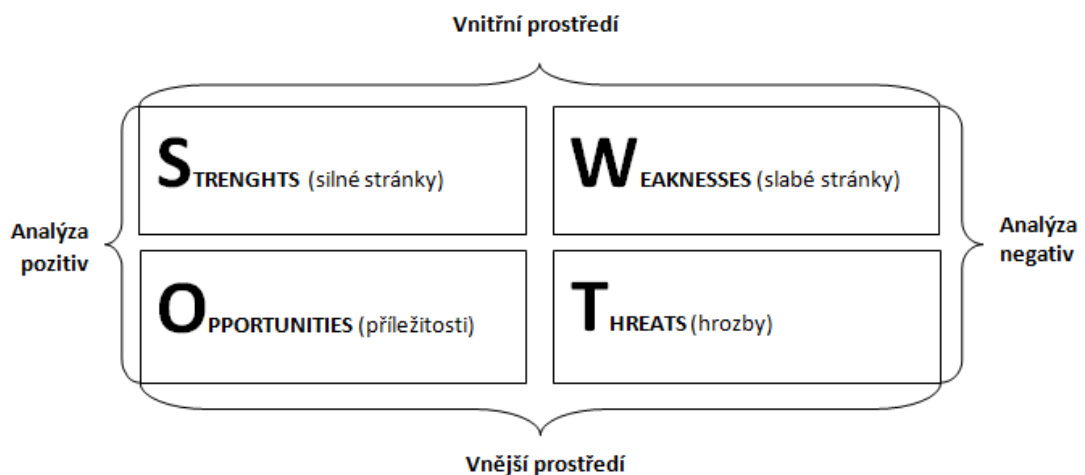 Vnitřní prostředí
STRENGHTS (silné stránky)
WEAKNESSES (slabé stránky)
Analýza
pozitiv
Analýza
negativ
OPPORTUNITIES (příležitosti)
THREATS (hrozby)
Vnější prostředí